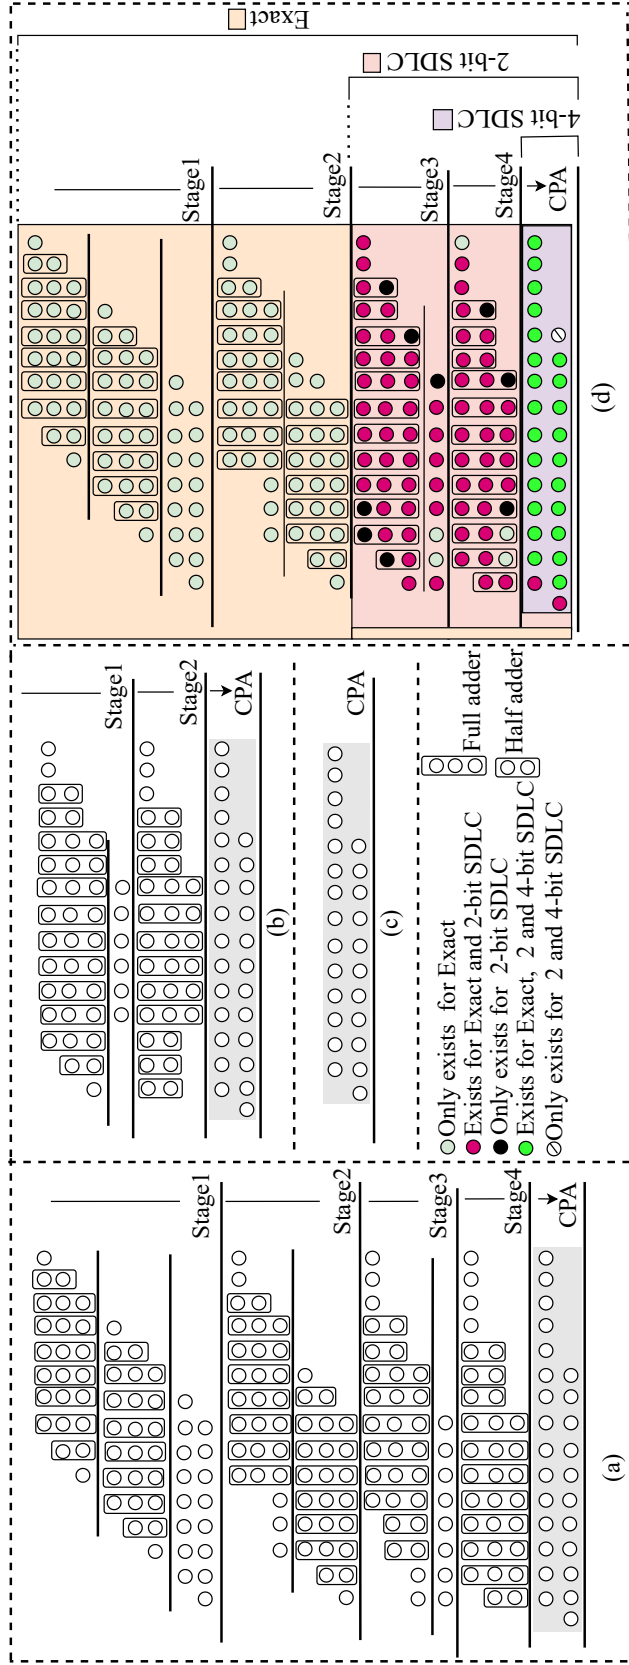 Exact
2-bit SDLC
4-bit SDLC
Stage1
Stage2
Stage3
Stage4
CPA
(d)
Stage1
Stage2
CPA
(b)
CPA
(c)
Only exists for Exact
Exists for Exact and 2-bit SDLC
Only exists for 2-bit SDLC
Exists for Exact, 2 and 4-bit SDLC
Only exists for 2 and 4-bit SDLC
Full adder
Half adder
Stage1
Stage2
Stage3
Stage4
CPA
(a)